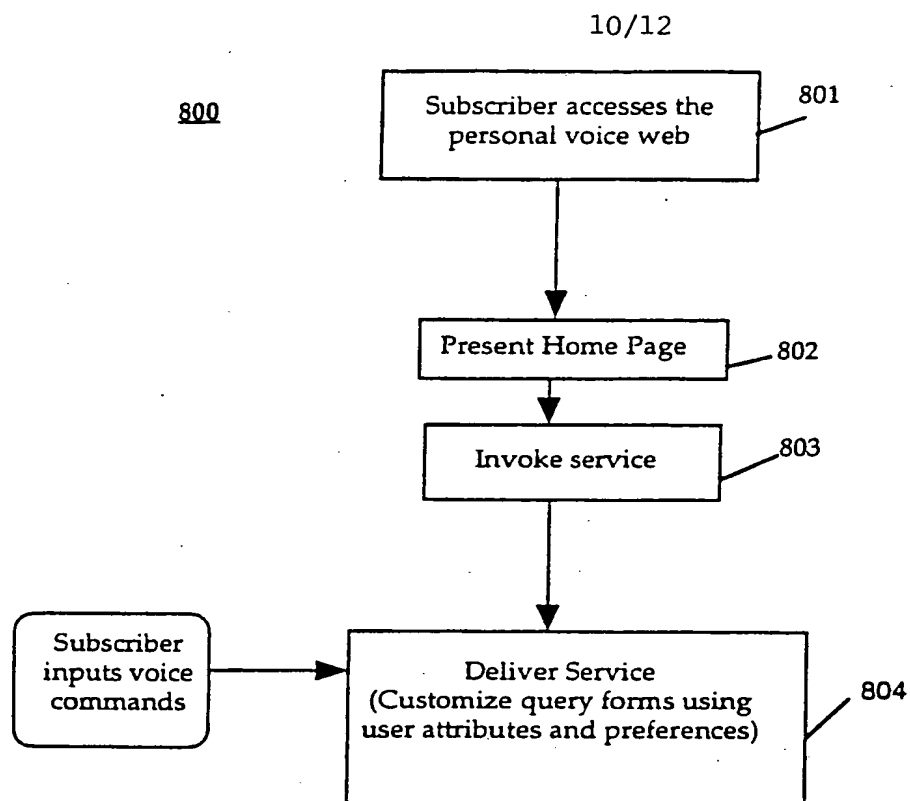 10/12
800
Subscriber accesses the
personal voice web
801
Present Home Page
802
Invoke service
803
Subscriber
inputs voice
commands
Deliver Service
(Customize query forms using
user attributes and preferences)
804